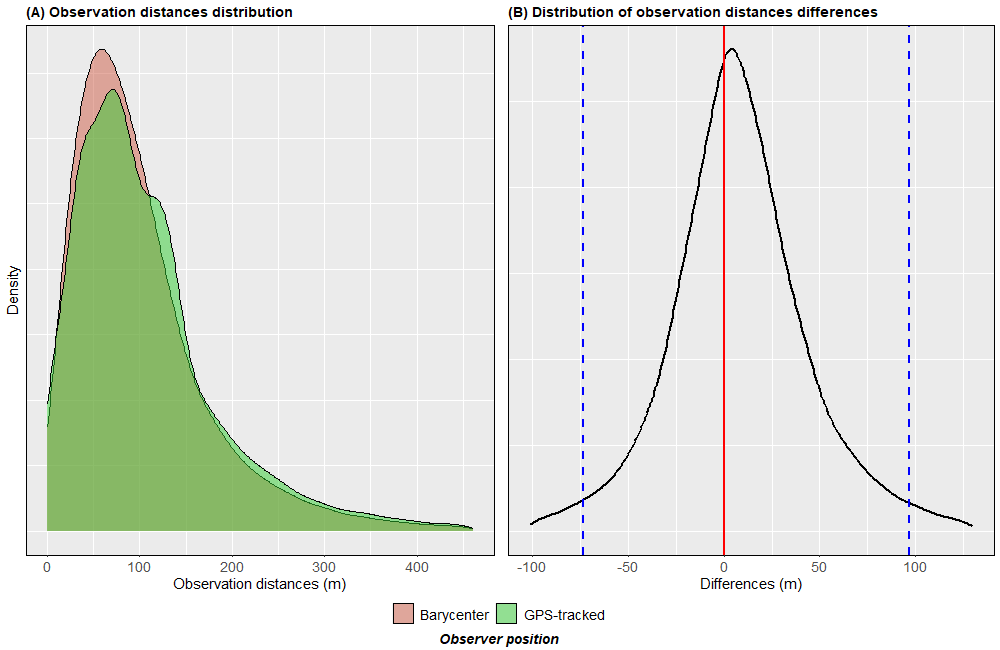 (A) Observation distances distribution
(B) Distribution of observation distances differences
Density
0 100 200 300 400
-100 -50 0 50 100
Observation distances (m)
Differences (m)
Barycenter GPS-tracked
Observer position